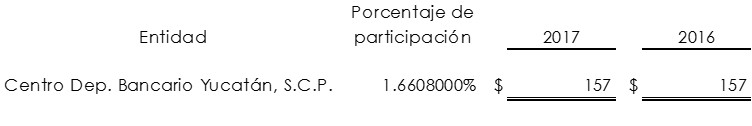 Porcentaje de
Entidad participación 2017 2016
Centro Dep. Bancario Yucatán, S.C.P. 1.6608000% $ 157 $ 157